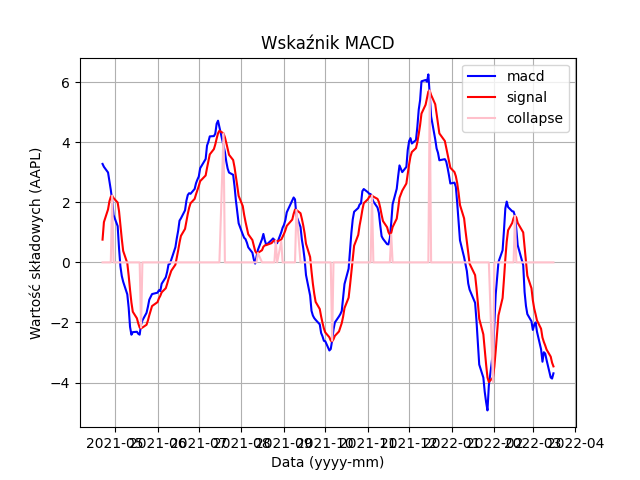 Wskaźnik MACD
macd
signal
collapse
Wartość składowych (AAPL)
6
4
2
0
−2
−4
2021-05 2021-06 2021-07 2021-08 2021-09 2021-10 2021-11 2021-12 2022-01 2022-02 2022-03 2022-04
Data (yyyy-mm)